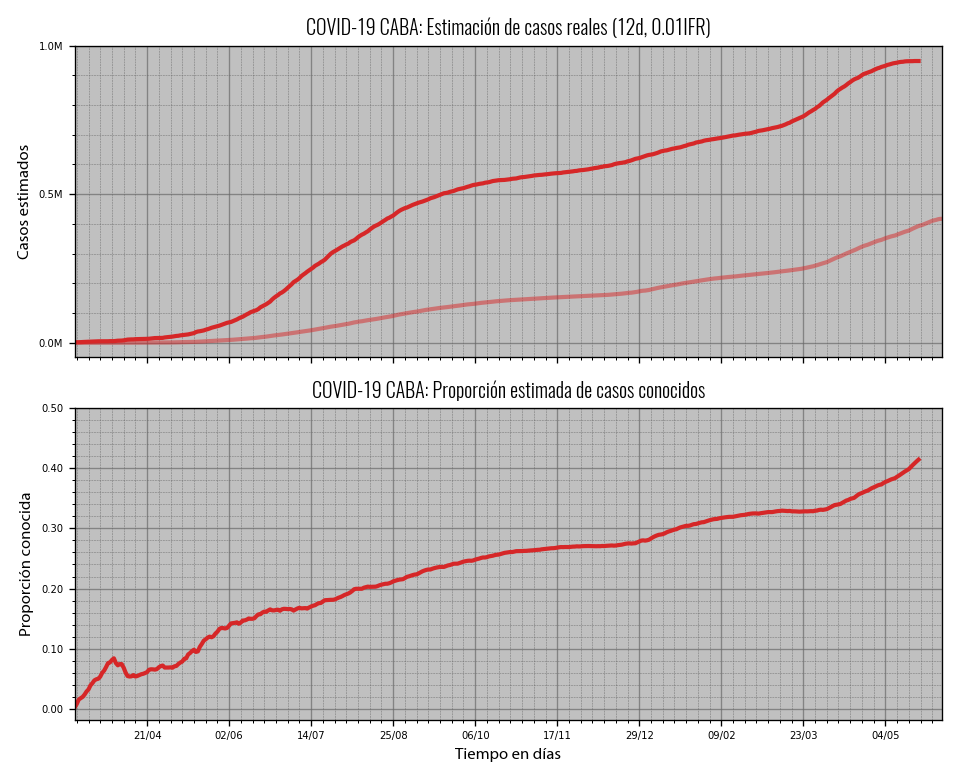 COVID-19 CABA: Estimación de casos reales (12d, 0.01IFR)
1.0M
0.5M
0.0M
Casos estimados
COVID-19 CABA: Proporción estimada de casos conocidos
0.50
0.40
0.30
0.20
0.10
0.00
Proporción conocida
21/04 02/06 14/07 25/08 06/10 17/11 29/12 09/02 23/03 04/05
Tiempo en días